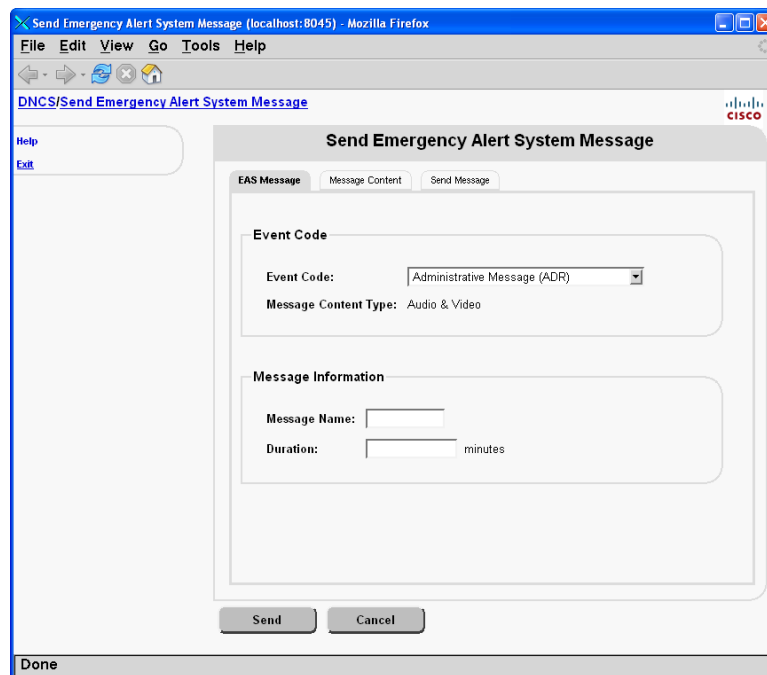 Send Emergency Alert System Message (localhost:8045) - Mozilla Firefox
File Edit View Go Tools Help
DNCS/Send Emergency Alert System Message
CISCO
Help
Exit
Send Emergency Alert System Message
EAS Message Message Content Send Message
Event Code
Event Code: Administrative Message (ADR)
Message Content Type: Audio & Video
Message Information
Message Name:
Duration: minutes
Send Cancel
Done